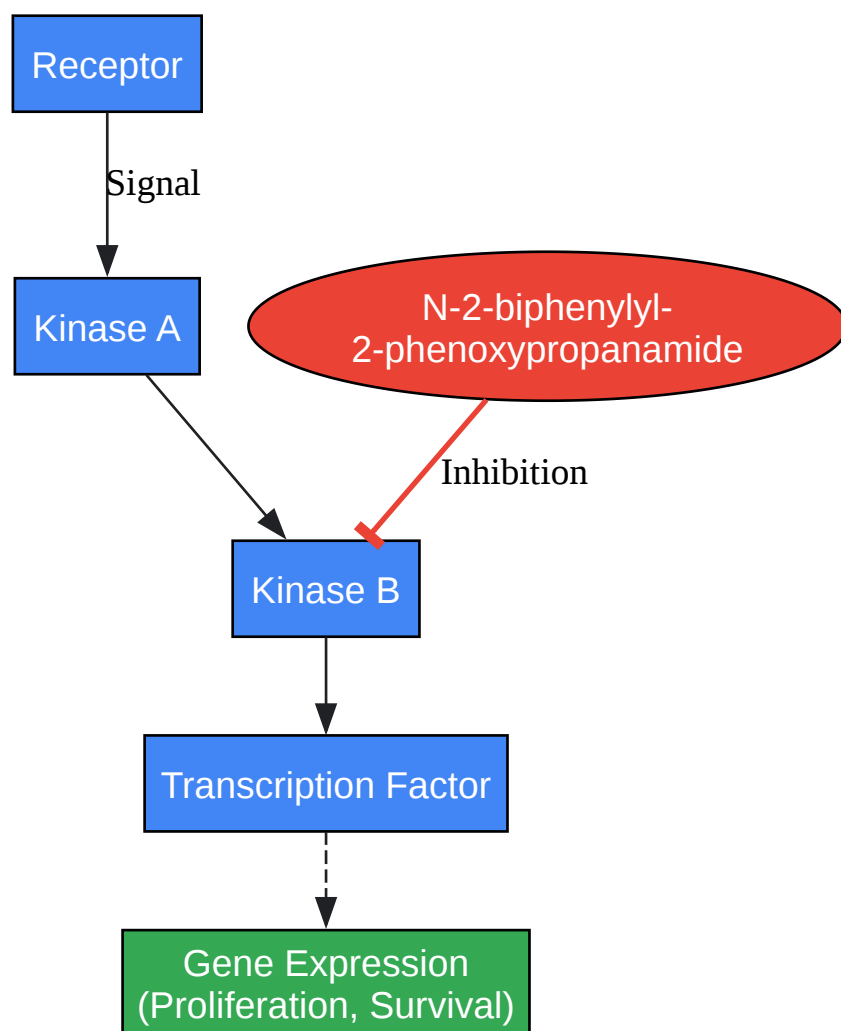 Receptor
Signal
Kinase A
N-2-biphenylyl-
2-phenoxypropanamide
Inhibition
Kinase B
Transcription Factor
Gene Expression
(Proliferation, Survival)